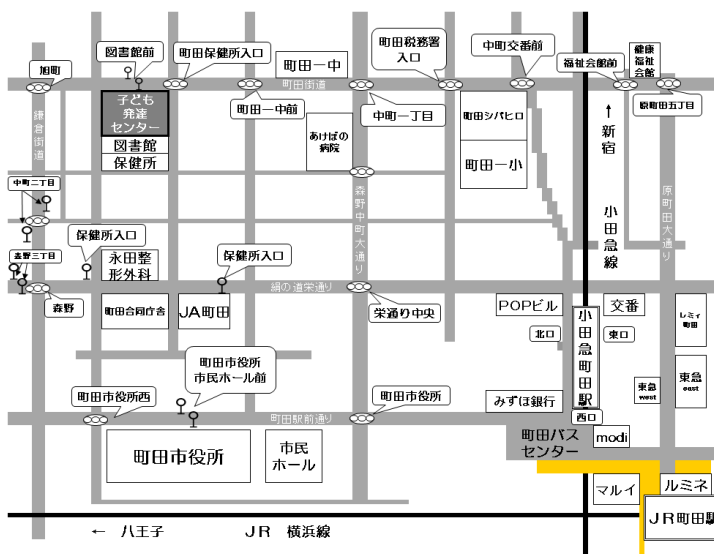 旭町
図書館前
町田保健所入口
町田一中
町田税務署
入口
中町交番前
福祉会館前
健康
福祉
会館
町田街道
子ども
発達
センター
図書館
保健所
町田一中前
中町一丁目
あけぼの
病院
町田シバヒロ
町田一小
原町田五丁目
↑
新宿
鎌倉街道
中町二丁目
森野三丁目
保健所入口
永田整
形外科
保健所入口
森野中町大通り
小田急線
原町田大通り
森野
絹の道栄通り
栄通り中央
町田合同庁舎
JA町田
POPビル
交番
レミィ
町田
北口
小田急町田駅
東口
町田市役所
市民ホール前
町田市役所西
町田市役所
みずほ銀行
東急
west
東急
east
西口
町田駅前通り
町田市役所
市民
ホール
町田バス
センター
modi
マルイ
ルミネ
JR町田駅
← 八王子
JR 横浜線